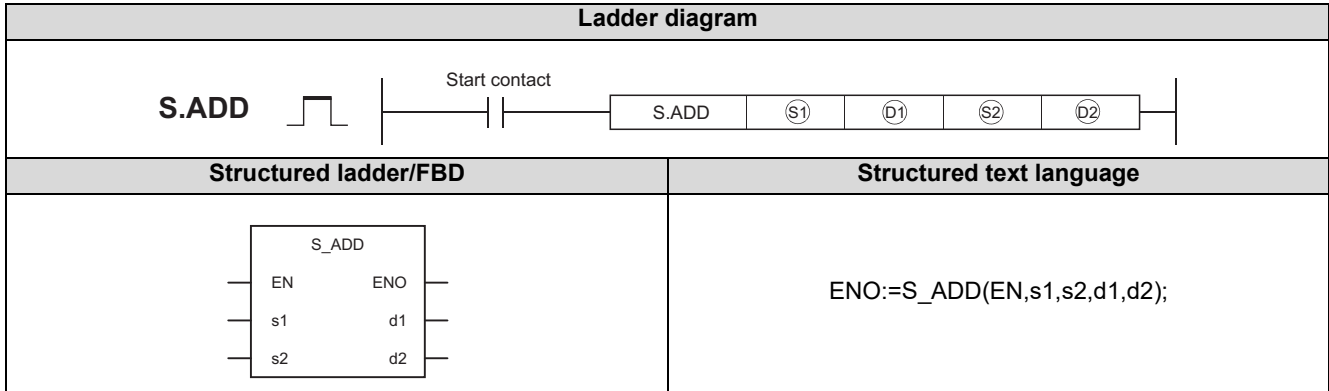 Ladder diagram
Start contact
S.ADD S.ADD S1 D1 S2 D2
Structured ladder/FBD Structured text language
S_ADD
EN ENO
s1 d1
s2 d2
ENO:=S_ADD(EN,s1,s2,d1,d2);